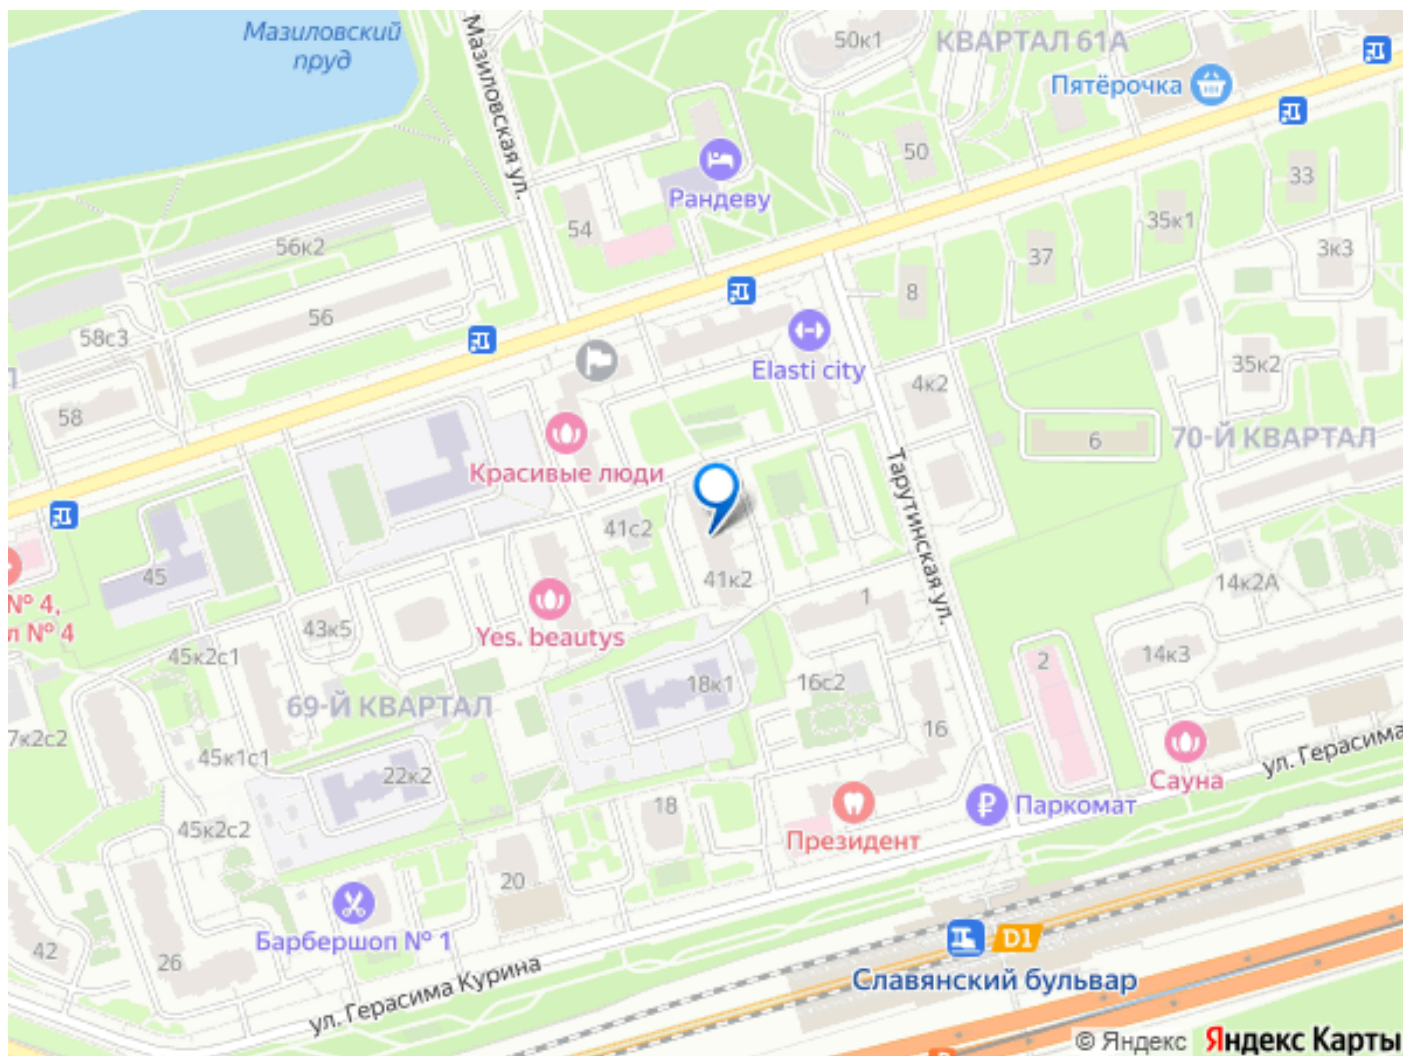 Мазиловский
пруд
Мазиловская ул.
50к1
КВАРТАЛ 61А
Пятёрочка
50
33
54
Рандеву
35к1
56к2
37
3к3
8
56
58с3
Elasti city
35к2
4к2
58
6
70-Й КВАРТАЛ
Красивые люди
Тарутинская ул.
41с2
45
41к2
14к2А
№ 4,
л № 4
1
43к5
Yes. beautys
45к2с1
14к3
2
18к1
16с2
69-Й КВАРТАЛ
16
7к2с2
ул. Герасима
45к1с1
22к2
Сауна
18
Паркомат
45к2с2
Президент
20
Барбершоп № 1
D1
42
26
Славянский бульвар
ул. Герасима Курина
© Яндекс Яндекс Карты